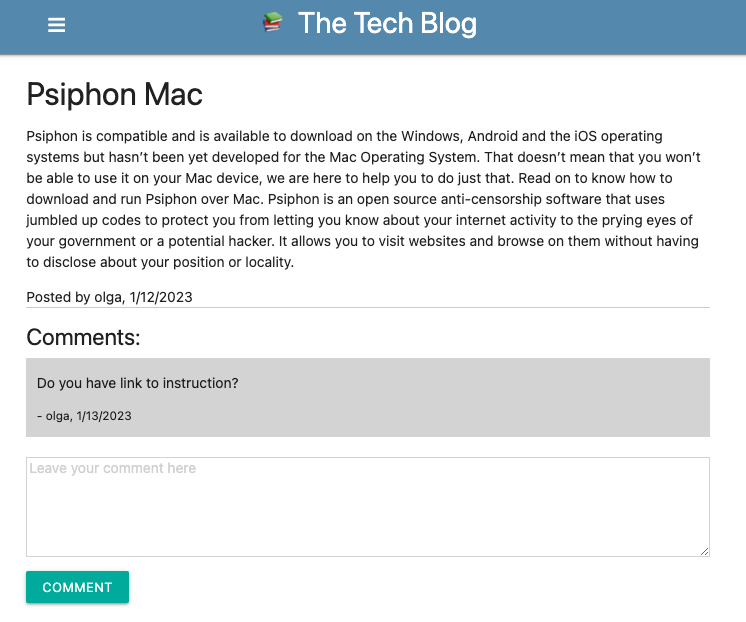 The Tech Blog
Psiphon Mac
Psiphon is compatible and is available to download on the Windows, Android and the iOS operating
systems but hasn’t been yet developed for the Mac Operating System. That doesn’t mean that you won’t
be able to use it on your Mac device, we are here to help you to do just that. Read on to know how to
download and run Psiphon over Mac. Psiphon is an open source anti-censorship software that uses
jumbled up codes to protect you from letting you know about your internet activity to the prying eyes of
your government or a potential hacker. It allows you to visit websites and browse on them without having
to disclose about your position or locality.
Posted by olga, 1/12/2023
Comments:
Do you have link to instruction?
- olga, 1/13/2023
Leave your comment here
COMMENT